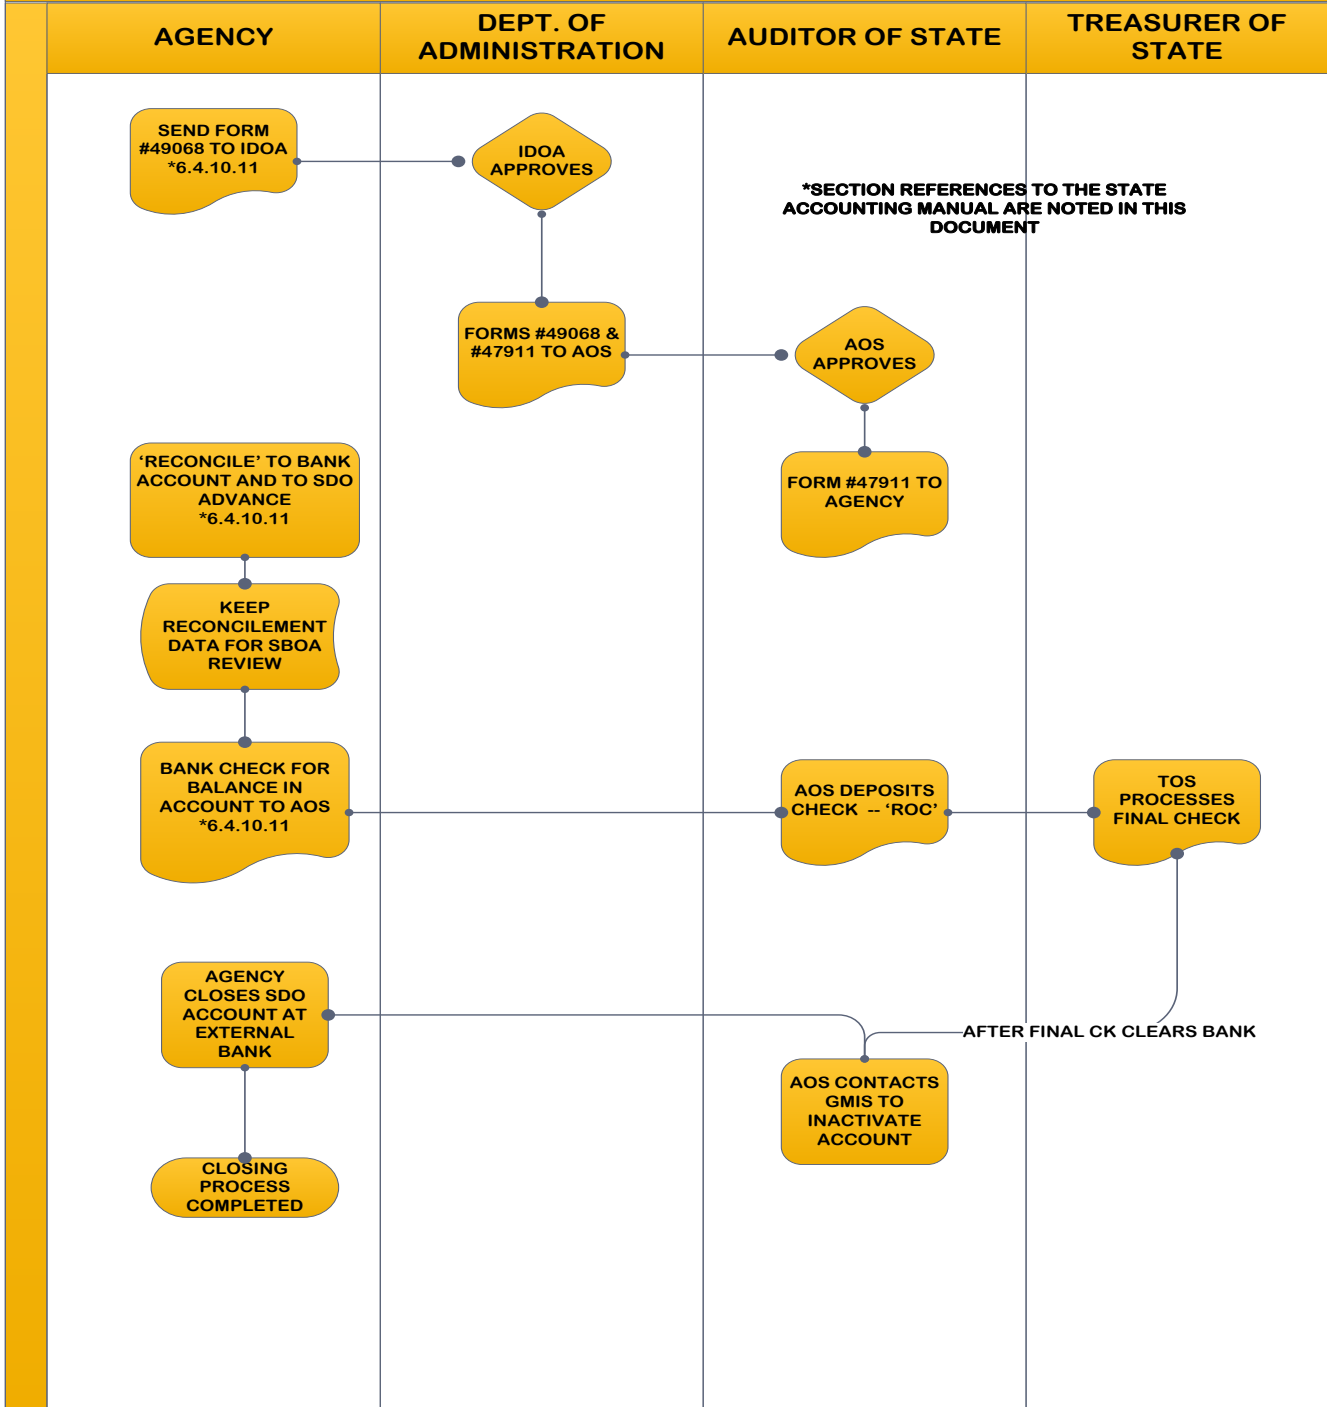 AGENCY
DEPT. OF
ADMINISTRATION
AUDITOR OF STATE
TREASURER OF
STATE
SEND FORM
#49068 TO IDOA
*6.4.10.11
IDOA
APPROVES
*SECTION REFERENCES TO THE STATE
ACCOUNTING MANUAL ARE NOTED IN THIS
DOCUMENT
FORMS #49068 &
#47911 TO AOS
AOS
APPROVES
‘RECONCILE’ TO BANK
ACCOUNT AND TO SDO
ADVANCE
*6.4.10.11
FORM #47911 TO
AGENCY
KEEP
RECONCILEMENT
DATA FOR SBOA
REVIEW
BANK CHECK FOR
BALANCE IN
ACCOUNT TO AOS
*6.4.10.11
AOS DEPOSITS
CHECK -- ‘ROC’
TOS
PROCESSES
FINAL CHECK
AGENCY
CLOSES SDO
ACCOUNT AT
EXTERNAL
BANK
AFTER FINAL CK CLEARS BANK
AOS CONTACTS
GMIS TO
INACTIVATE
ACCOUNT
CLOSING
PROCESS
COMPLETED